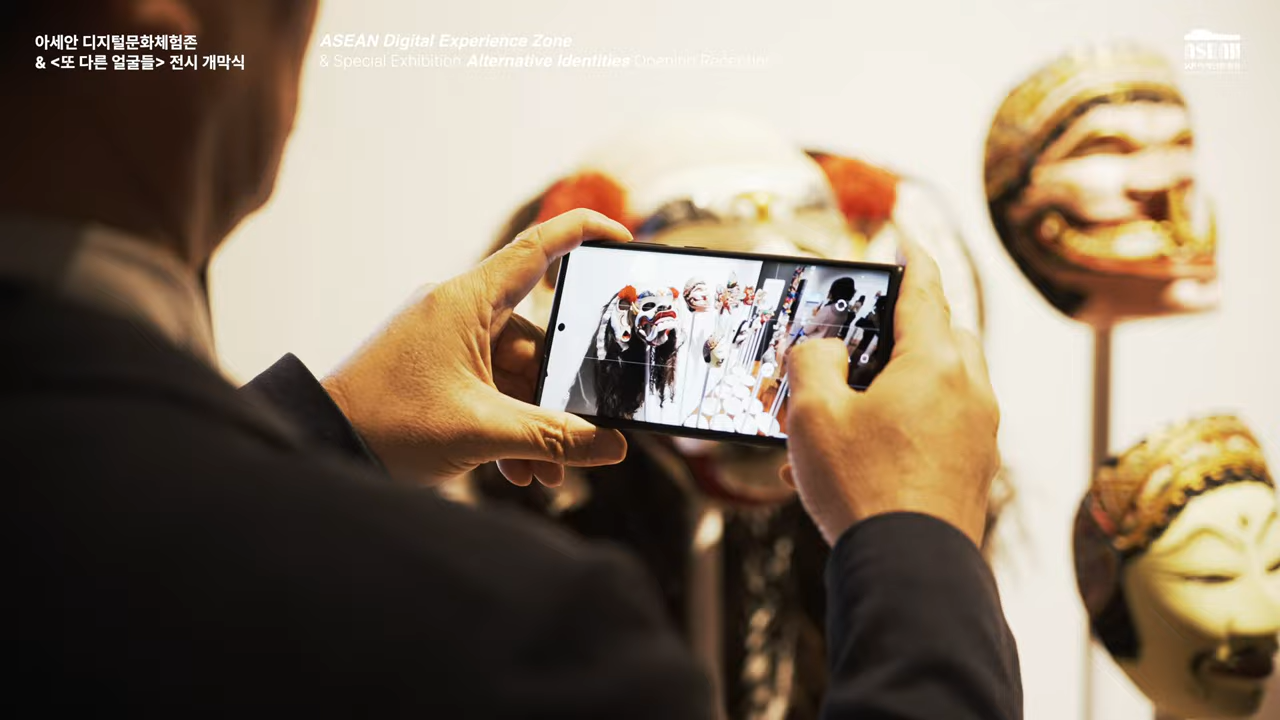 아세안 디지털문화체험존
& <또 다른 얼굴들> 전시 개막식
ASEAN Digital Experience Zone
& Special Exhibition Alternative Identities Opening Reception
ASEAN